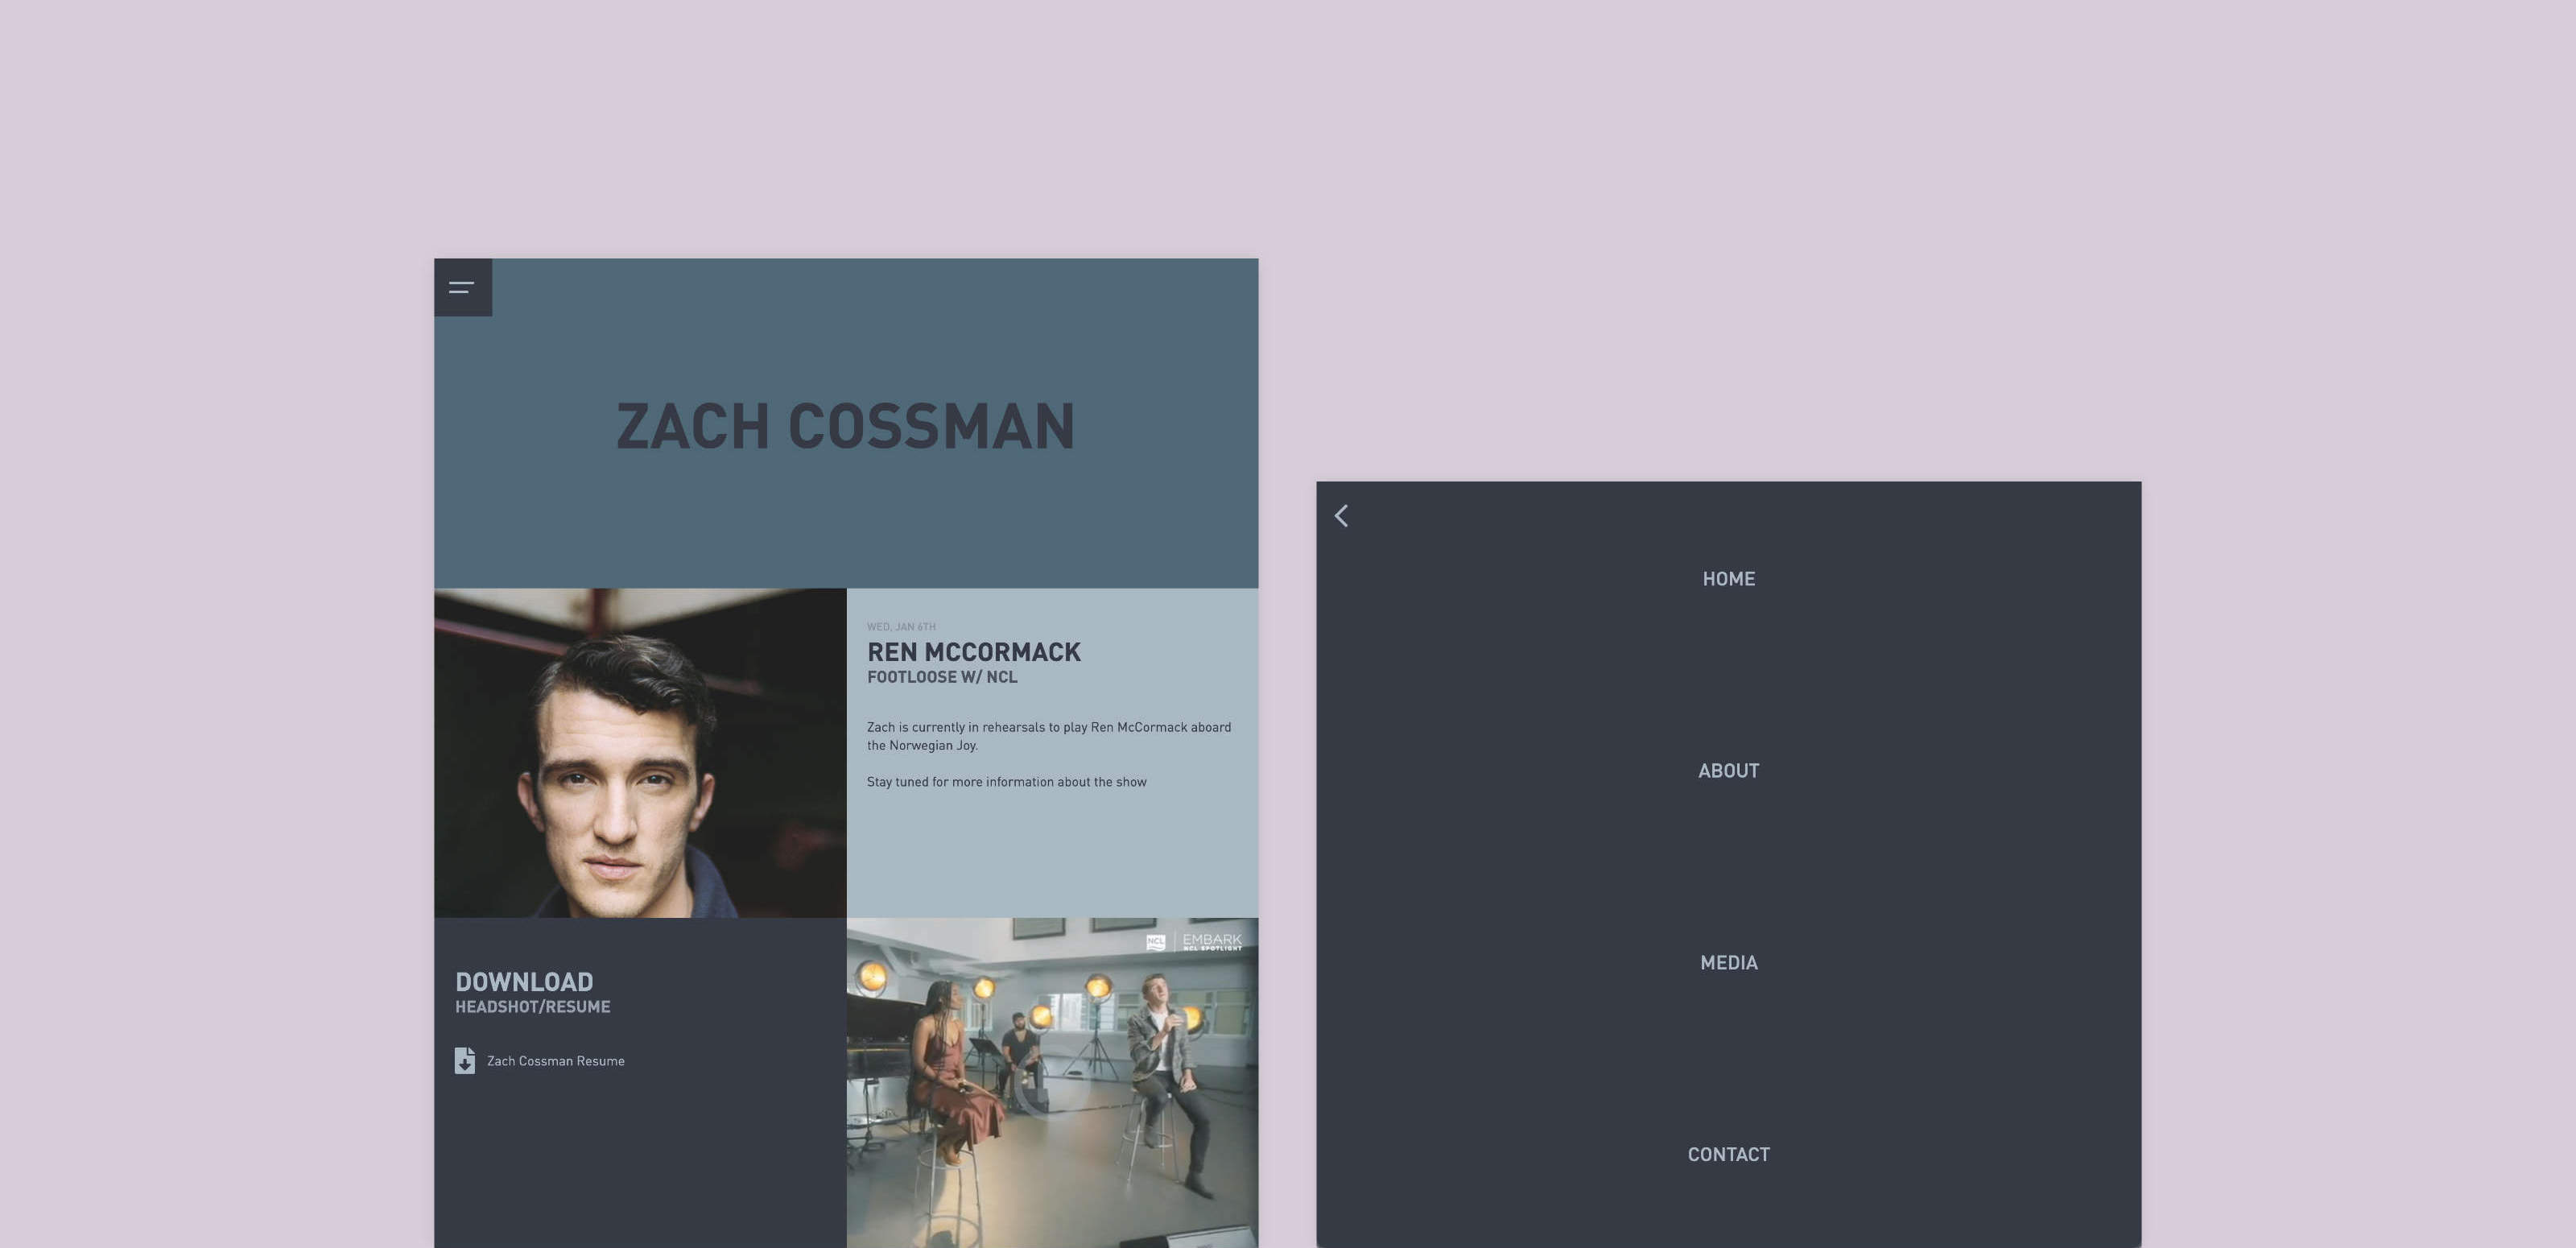 ZACH COSSMAN
WED, JAN 6TH
REN MCCORMACK
FOOTLOOSE W/ NCL
Zach is currently in rehearsals to play Ren McCormack aboard
the Norwegian Joy.
Stay tuned for more information about the show
DOWNLOAD
HEADSHOT/RESUME
Zach Cossman Resume
NCL
EMBARK
NCL SPOTLIGHT
HOME
ABOUT
MEDIA
CONTACT